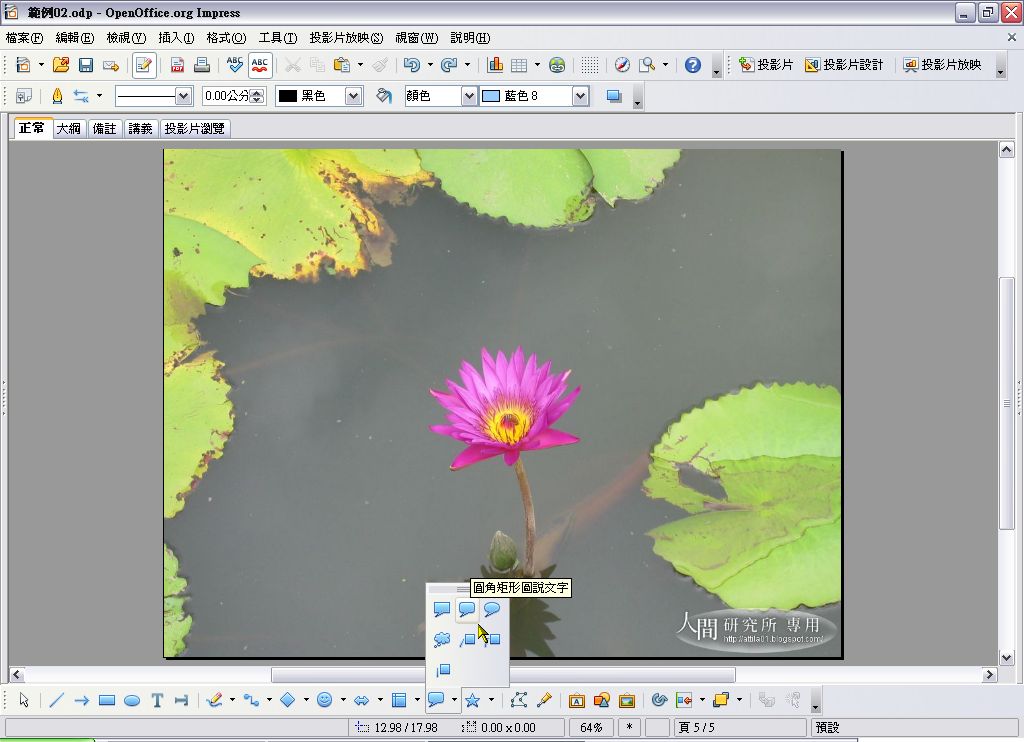 範例02.odp - OpenOffice.org Impress
檔案(F) 編輯(E) 檢視(V) 插入(I) 格式(O) 工具(T) 投影片放映(S) 視窗(W) 說明(H)
ABC ABC 投影片 投影片設計 投影片放映
0.00公分 黑色 顏色 藍色 8
正常 大綱 備註 講義 投影片瀏覽
圓角矩形圖說文字
人間 研究所 專用
http://attila01.blogspot.com/
12.98 / 17.98 0.00 x 0.00 64% * 頁 5 / 5 預設